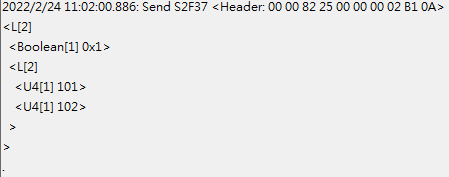 2022/2/24 11:02:00.886: Send S2F37 <Header: 00 00 82 25 00 00 00 02 B1 0A>
<L[2]
<Boolean[1] 0x1>
<L[2]
<U4[1] 101>
<U4[1] 102>
>
>
.